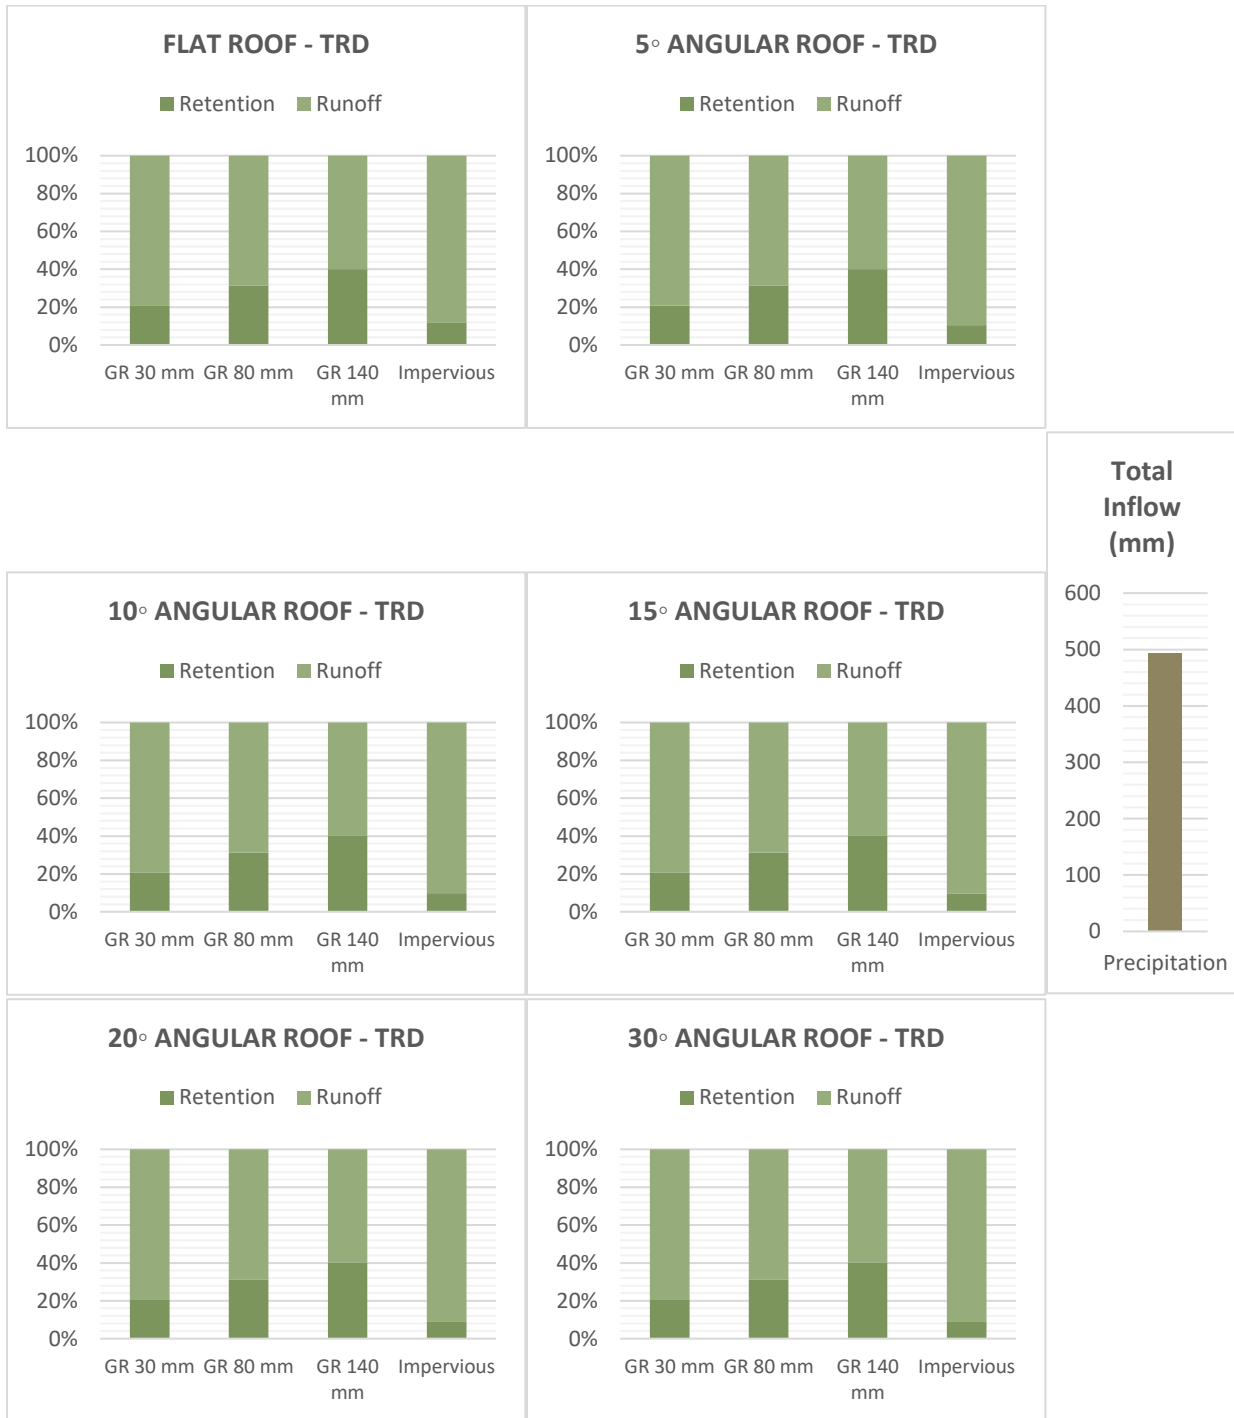 FLAT ROOF - TRD
Retention Runoff
100%
80%
60%
40%
20%
0%
GR 30 mm GR 80 mm GR 140 mm Impervious
5◦ ANGULAR ROOF - TRD
Retention Runoff
100%
80%
60%
40%
20%
0%
GR 30 mm GR 80 mm GR 140 mm Impervious
10◦ ANGULAR ROOF - TRD
Retention Runoff
100%
80%
60%
40%
20%
0%
GR 30 mm GR 80 mm GR 140 mm Impervious
15◦ ANGULAR ROOF - TRD
Retention Runoff
100%
80%
60%
40%
20%
0%
GR 30 mm GR 80 mm GR 140 mm Impervious
Total
Inflow
(mm)
600
500
400
300
200
100
0
Precipitation
20◦ ANGULAR ROOF - TRD
Retention Runoff
100%
80%
60%
40%
20%
0%
GR 30 mm GR 80 mm GR 140 mm Impervious
30◦ ANGULAR ROOF - TRD
Retention Runoff
100%
80%
60%
40%
20%
0%
GR 30 mm GR 80 mm GR 140 mm Impervious